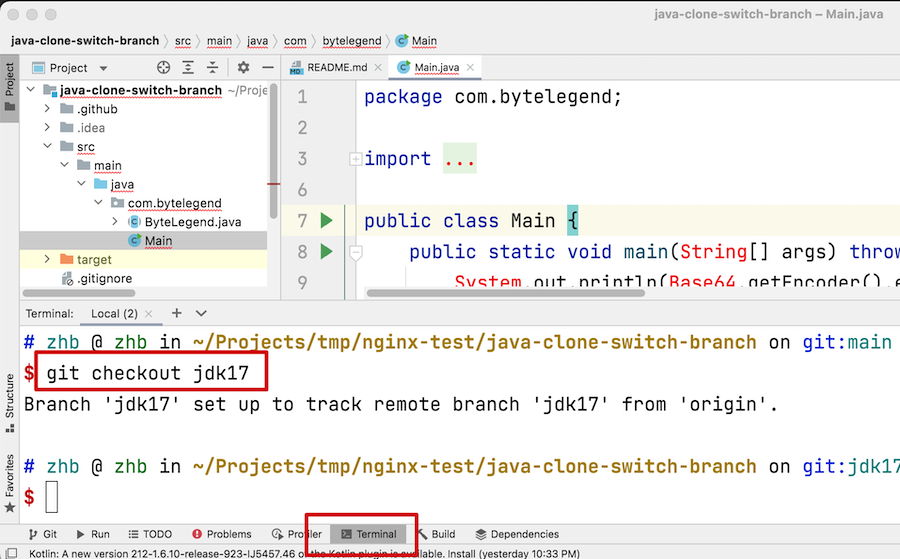 java-clone-switch-branch – Main.java
java-clone-switch-branch src main java com bytelegend Main
Project
Project
README.md
Main.java
java-clone-switch-branch ~/Proje
.github
.idea
src
main
java
com.bytelegend
ByteLegend.java
Main
target
.gitignore
1 package com.bytelegend;
2
3 import ...
6
7 public class Main {
8 public static void main(String[] args) throw
9 System.out.println(Base64.getEncoder().e
Terminal: Local (2)
# zhb @ zhb in ~/Projects/tmp/nginx-test/java-clone-switch-branch on git:main
$ git checkout jdk17
Branch 'jdk17' set up to track remote branch 'jdk17' from 'origin'.
# zhb @ zhb in ~/Projects/tmp/nginx-test/java-clone-switch-branch on git:jdk17
$
Structure
Favorites
Git Run TODO Problems Profiler Terminal Build Dependencies
Kotlin: A new version 212-1.6.10-release-923-IJ5457.46 of the Kotlin plugin is available. Install (yesterday 10:33 PM)